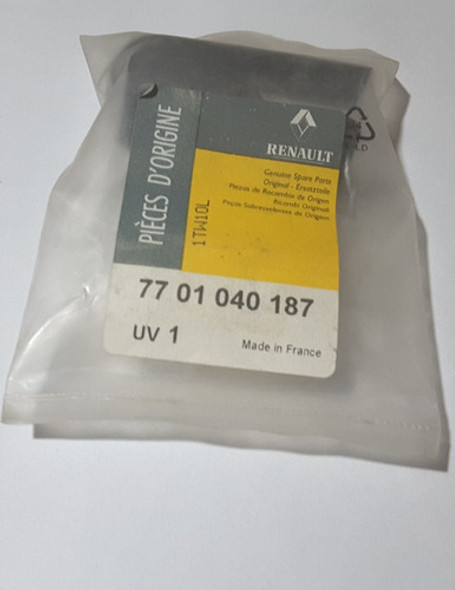 PIÈCES D'ORIGINE
1TW10L
RENAULT
Genuine Spare Parts
Original - Ersatzteile
Piezas de Recambio de Origen
Ricambi Originali
Peças Sobresselentes de Origem
77 01 040 187
UV 1
Made in France